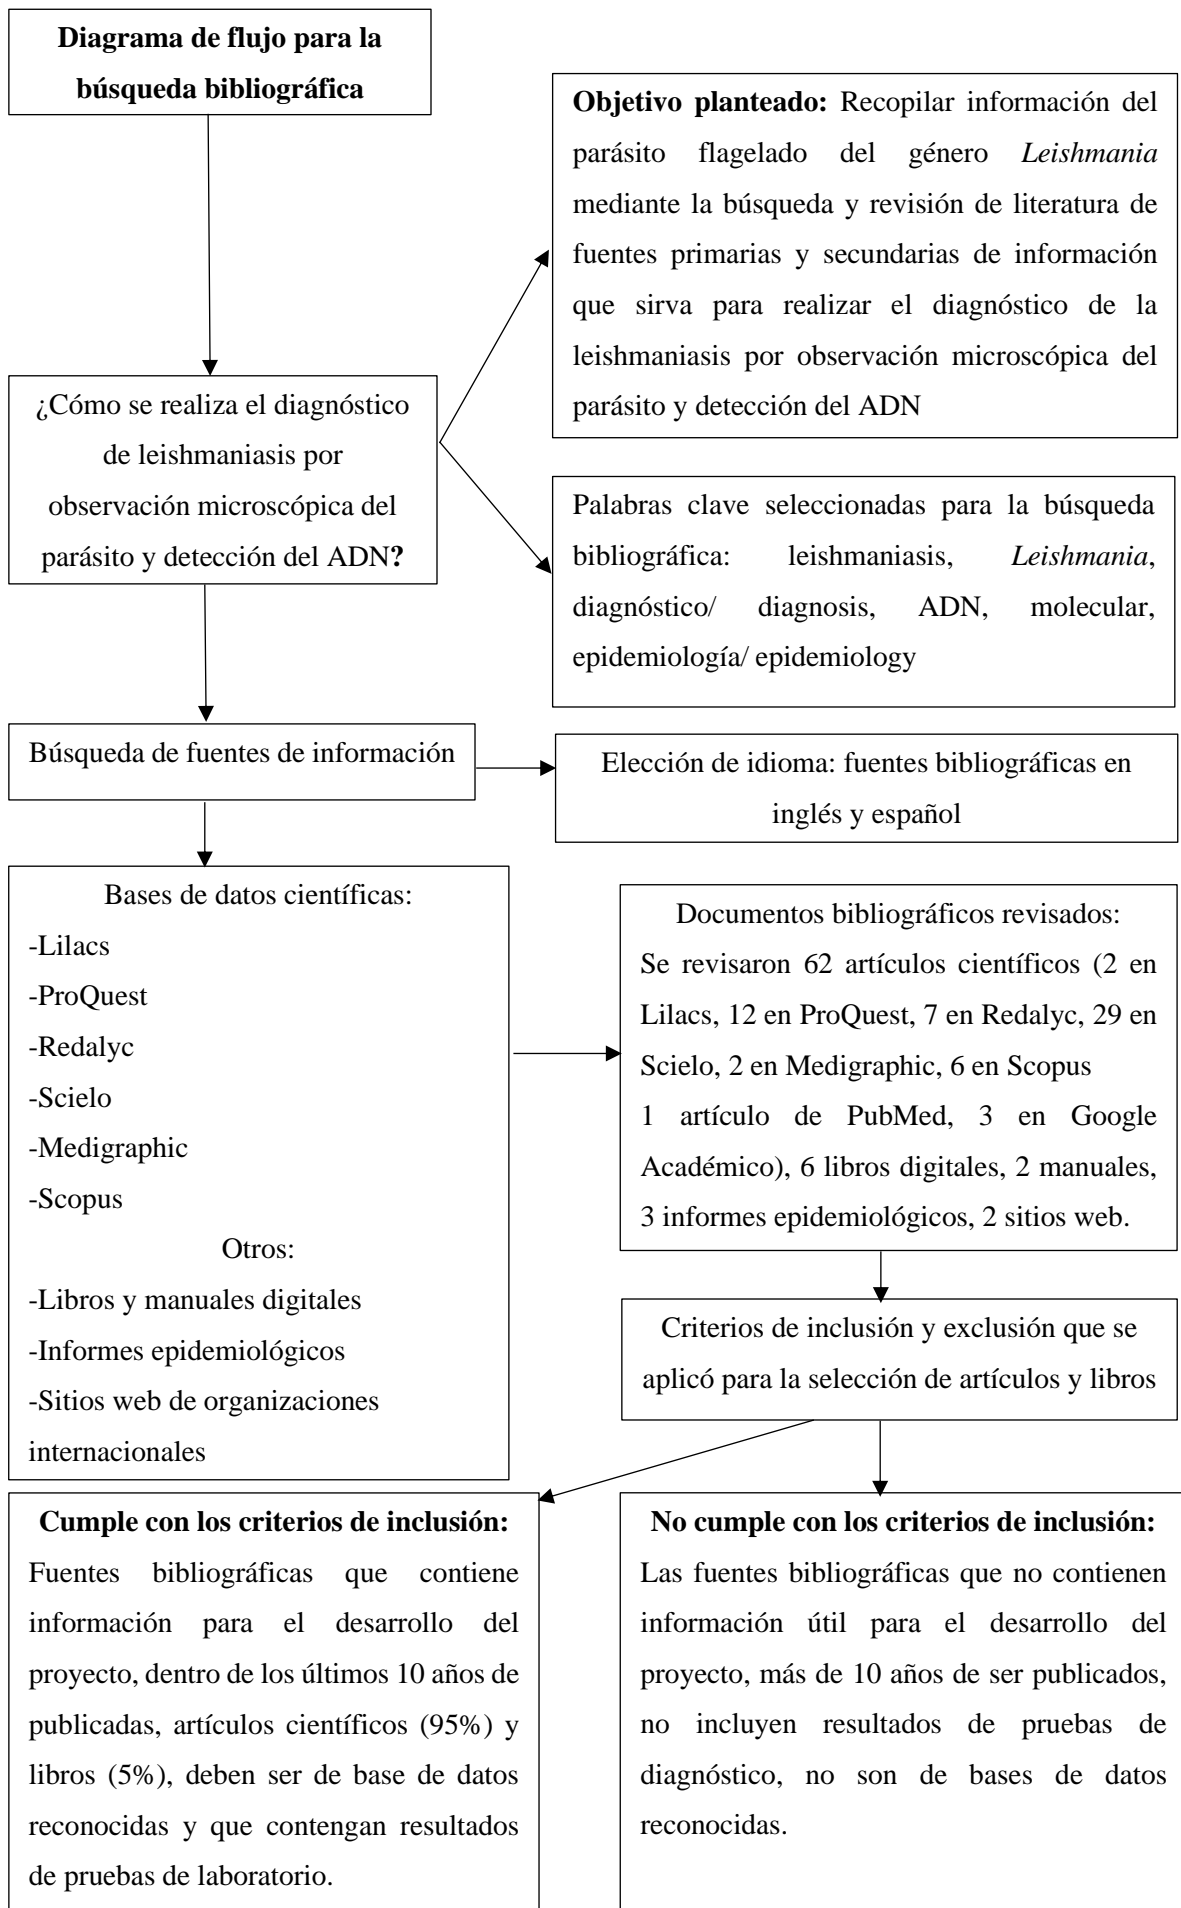 Diagrama de flujo para la
búsqueda bibliográfica
Objetivo planteado: Recopilar información del
parásito flagelado del género Leishmania
mediante la búsqueda y revisión de literatura de
fuentes primarias y secundarias de información
que sirva para realizar el diagnóstico de la
leishmaniasis por observación microscópica del
parásito y detección del ADN
¿Cómo se realiza el diagnóstico
de leishmaniasis por
observación microscópica del
parásito y detección del ADN?
Palabras clave seleccionadas para la búsqueda
bibliográfica: leishmaniasis, Leishmania,
diagnóstico/ diagnosis, ADN, molecular,
epidemiología/ epidemiology
Búsqueda de fuentes de información
Elección de idioma: fuentes bibliográficas en
inglés y español
Bases de datos científicas:
-Lilacs
-ProQuest
-Redalyc
-Scielo
-Medigraphic
-Scopus
Otros:
-Libros y manuales digitales
-Informes epidemiológicos
-Sitios web de organizaciones
internacionales
Documentos bibliográficos revisados:
Se revisaron 62 artículos científicos (2 en
Lilacs, 12 en ProQuest, 7 en Redalyc, 29 en
Scielo, 2 en Medigraphic, 6 en Scopus
1 artículo de PubMed, 3 en Google
Académico), 6 libros digitales, 2 manuales,
3 informes epidemiológicos, 2 sitios web.
Criterios de inclusión y exclusión que se
aplicó para la selección de artículos y libros
Cumple con los criterios de inclusión:
Fuentes bibliográficas que contiene
información para el desarrollo del
proyecto, dentro de los últimos 10 años de
publicadas, artículos científicos (95%) y
libros (5%), deben ser de base de datos
reconocidas y que contengan resultados
de pruebas de laboratorio.
No cumple con los criterios de inclusión:
Las fuentes bibliográficas que no contienen
información útil para el desarrollo del
proyecto, más de 10 años de ser publicados,
no incluyen resultados de pruebas de
diagnóstico, no son de bases de datos
reconocidas.